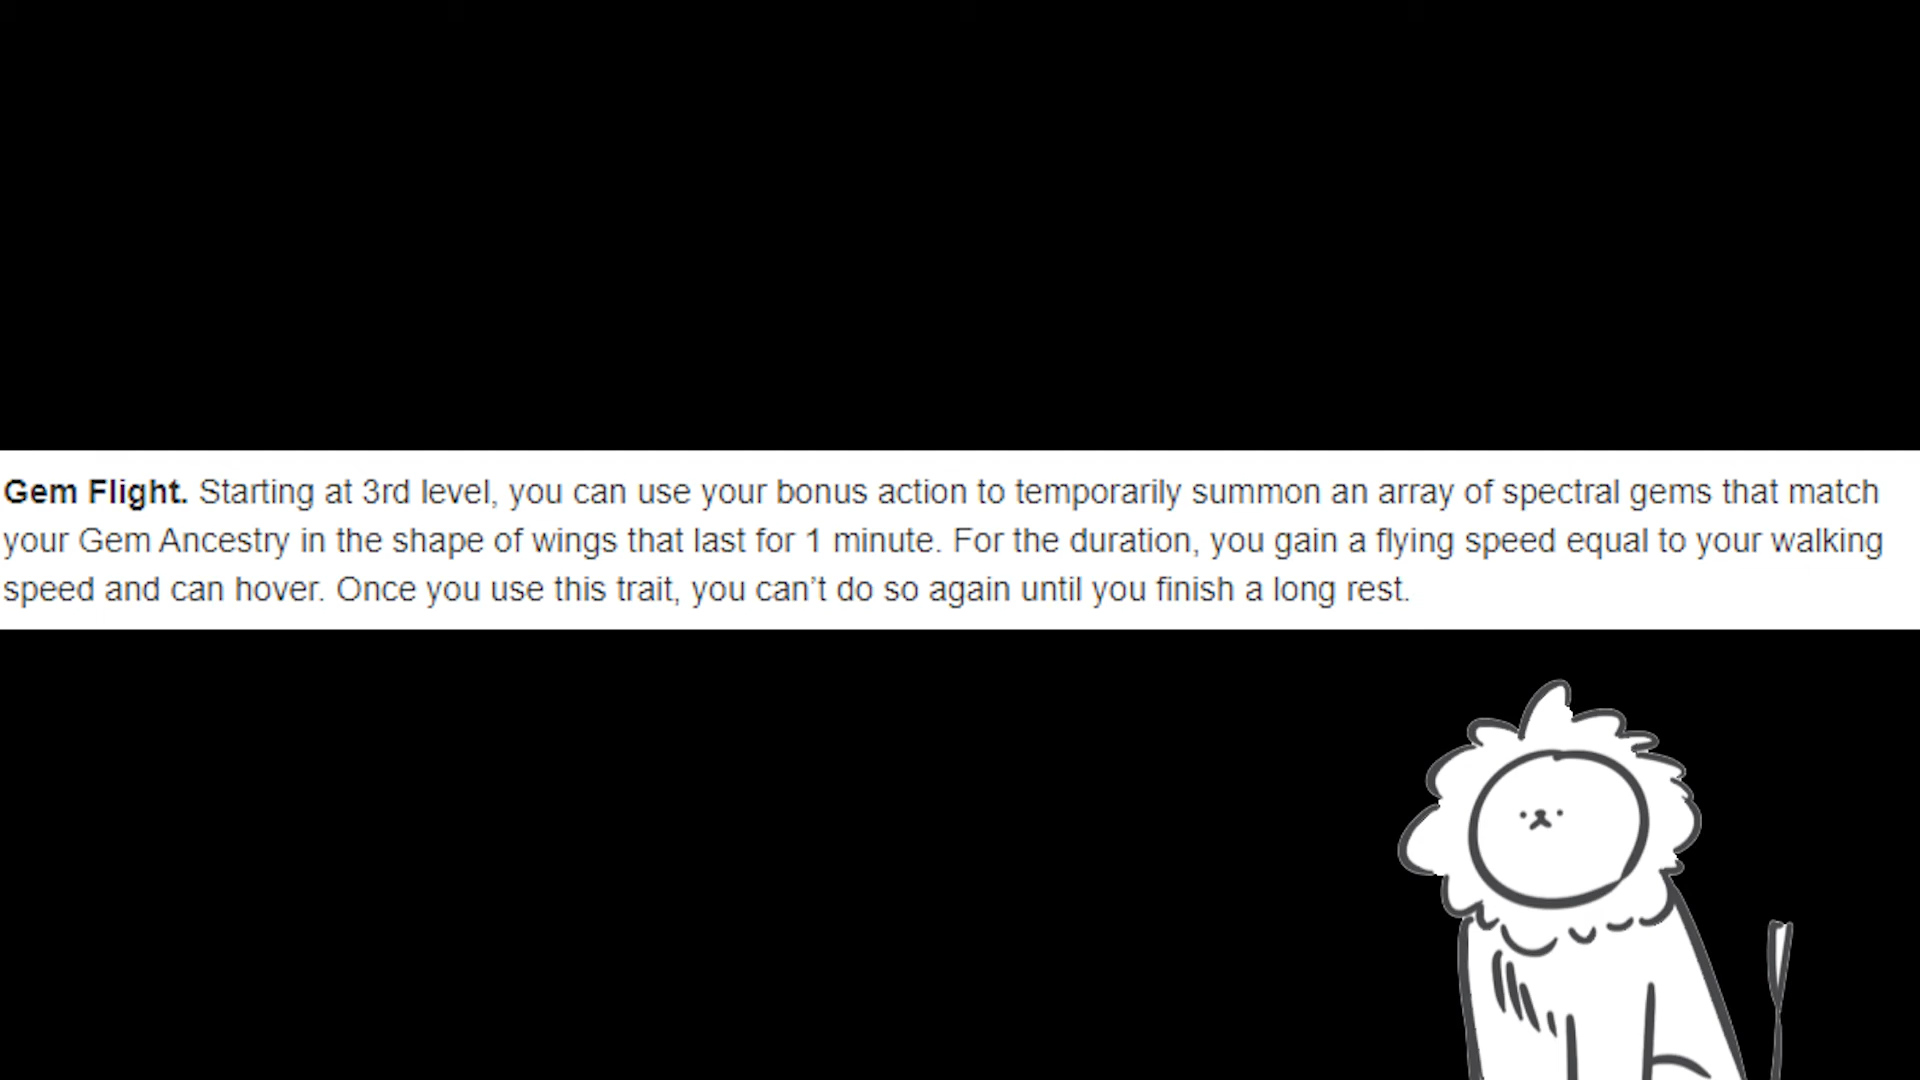 Gem Flight. Starting at 3rd level, you can use your bonus action to temporarily summon an array of spectral gems that match
your Gem Ancestry in the shape of wings that last for 1 minute. For the duration, you gain a flying speed equal to your walking
speed and can hover. Once you use this trait, you can’t do so again until you finish a long rest.